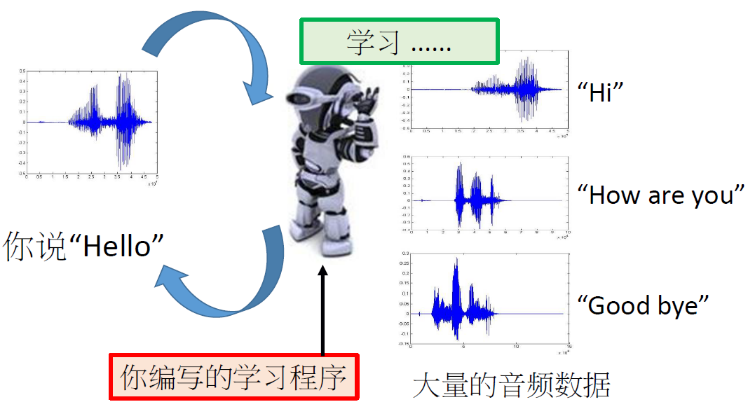 学习 ......
“Hi”
“How are you”
你说“Hello”
“Good bye”
你编写的学习程序
大量的音频数据